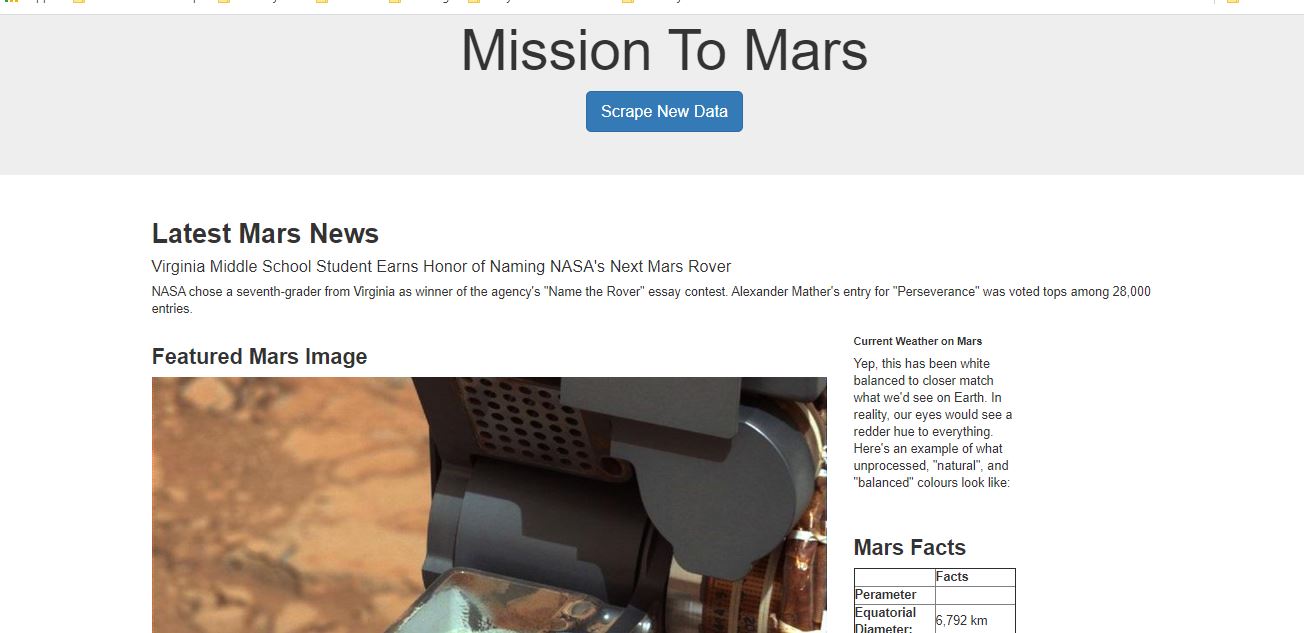 Mission To Mars
Scrape New Data
Latest Mars News
Virginia Middle School Student Earns Honor of Naming NASA's Next Mars Rover
NASA chose a seventh-grader from Virginia as winner of the agency's "Name the Rover" essay contest. Alexander Mather's entry for "Perseverance" was voted tops among 28,000
entries.
Featured Mars Image
Current Weather on Mars
Yep, this has been white
balanced to closer match
what we'd see on Earth. In
reality, our eyes would see a
redder hue to everything.
Here's an example of what
unprocessed, "natural", and
"balanced" colours look like:
Mars Facts
Facts
Perameter
Equatorial
Diameter:
6,792 km